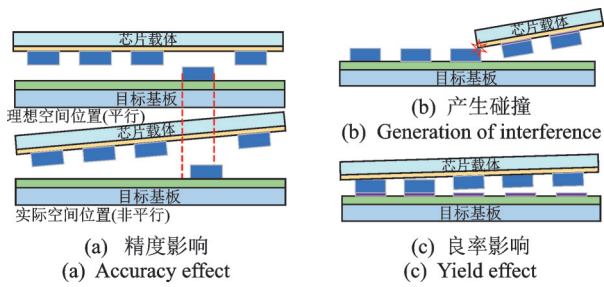 芯片载体
目标基板
理想空间位置(平行)
芯片载体
目标基板
实际空间位置(非平行)
(a) 精度影响
(a) Accuracy effect
芯片载体
目标基板
(b) 产生碰撞
(b) Generation of interference
芯片载体
目标基板
(c) 良率影响
(c) Yield effect